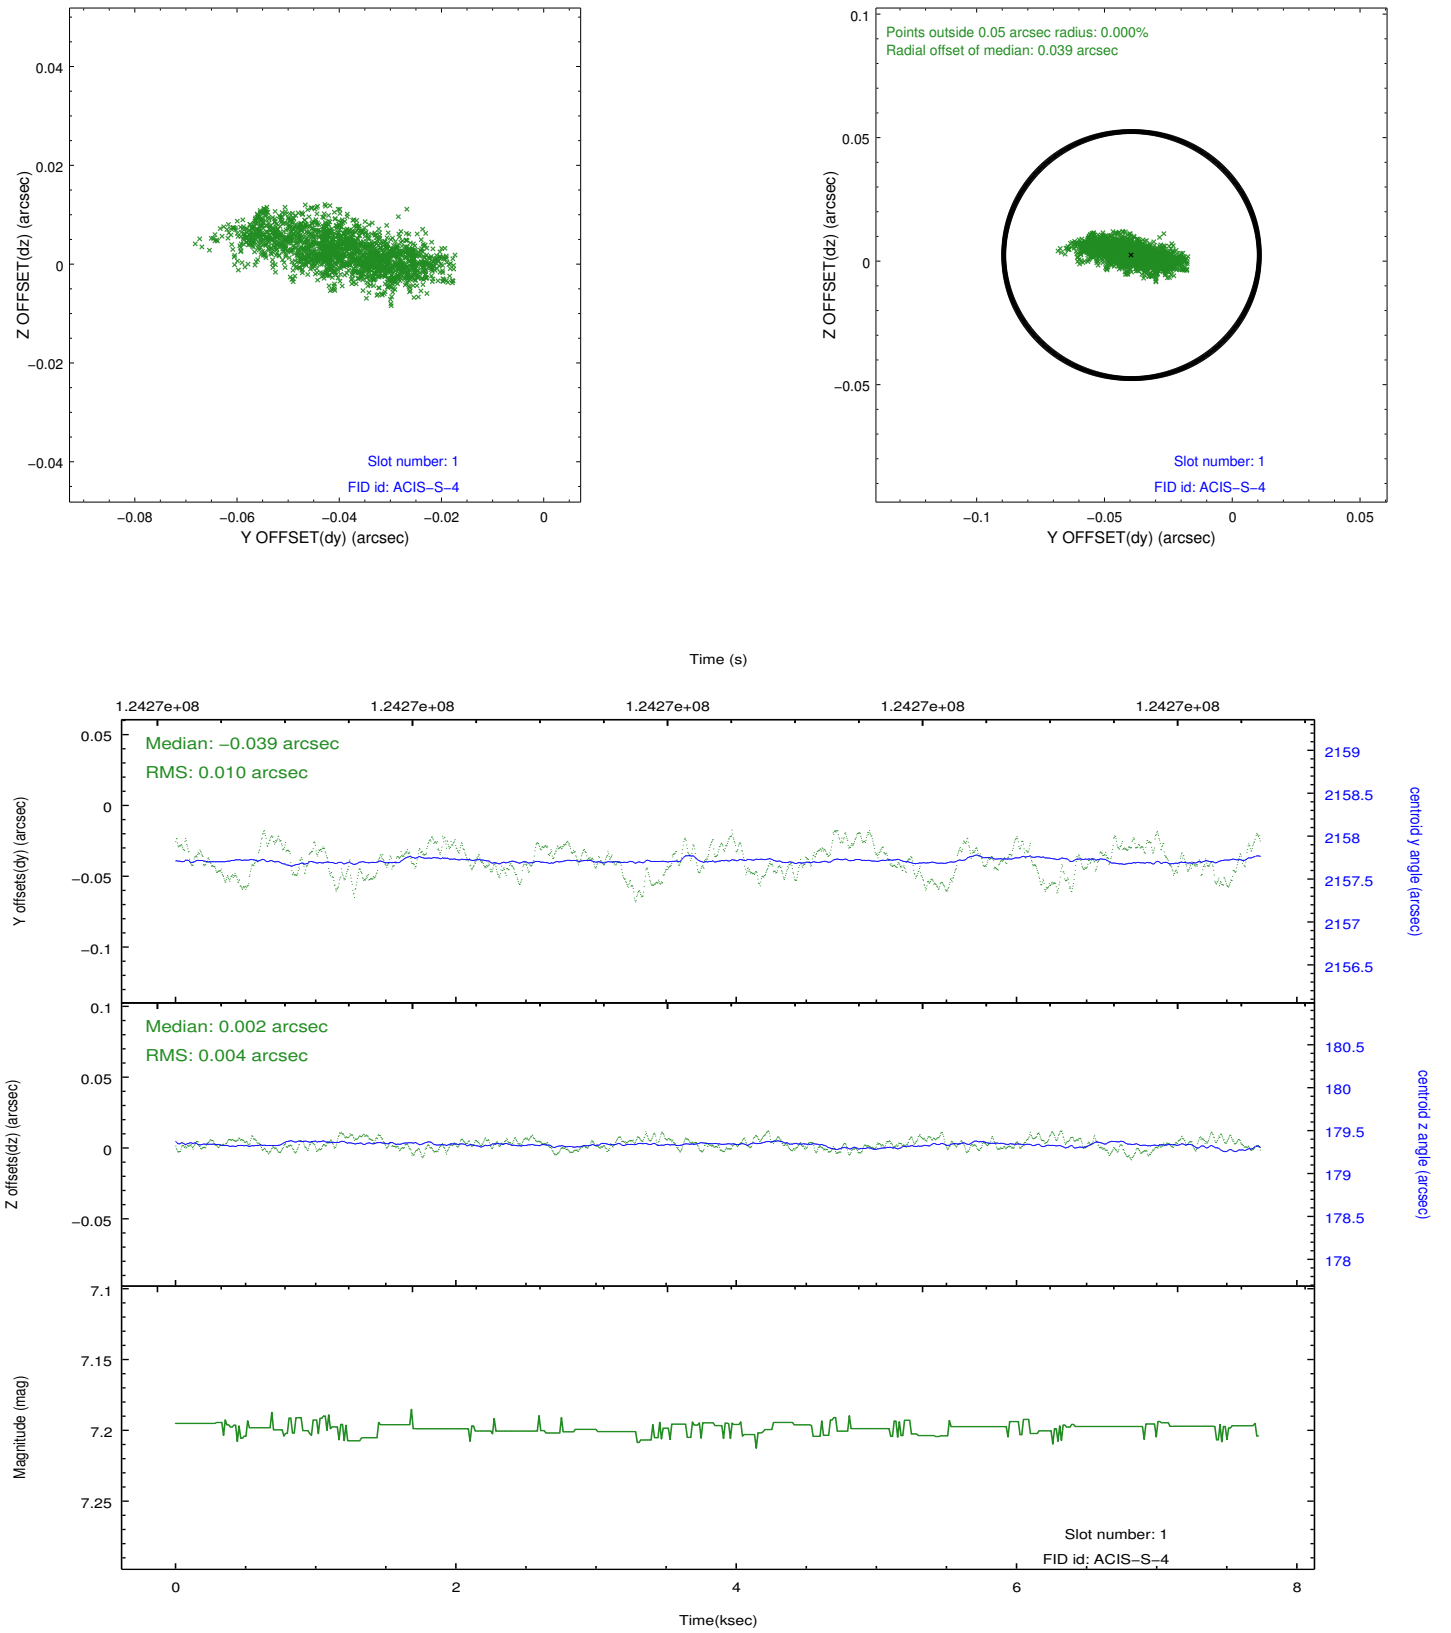 0.04
0.02
0
−0.02
−0.04
Z OFFSET(dz) (arcsec)
Slot number: 1
FID id: ACIS−S−4
−0.08 −0.06 −0.04 −0.02 0
Y OFFSET(dy) (arcsec)
Points outside 0.05 arcsec radius: 0.000%
Radial offset of median: 0.039 arcsec
0.1
0.05
0
−0.05
Z OFFSET(dz) (arcsec)
Slot number: 1
FID id: ACIS−S−4
−0.1 −0.05 0 0.05
Y OFFSET(dy) (arcsec)
Time (s)
1.2427e+08 1.2427e+08 1.2427e+08 1.2427e+08 1.2427e+08
Median: −0.039 arcsec
RMS: 0.010 arcsec
0.05
0
−0.05
−0.1
Y offsets(dy) (arcsec)
2159
2158.5
2158
2157.5
2157
2156.5
centroid y angle (arcsec)
Median: 0.002 arcsec
RMS: 0.004 arcsec
0.1
0.05
0
−0.05
Z offsets(dz) (arcsec)
180.5
180
179.5
179
178.5
178
centroid z angle (arcsec)
7.1
7.15
7.2
7.25
Magnitude (mag)
Slot number: 1
FID id: ACIS−S−4
0 2 4 6 8
Time(ksec)